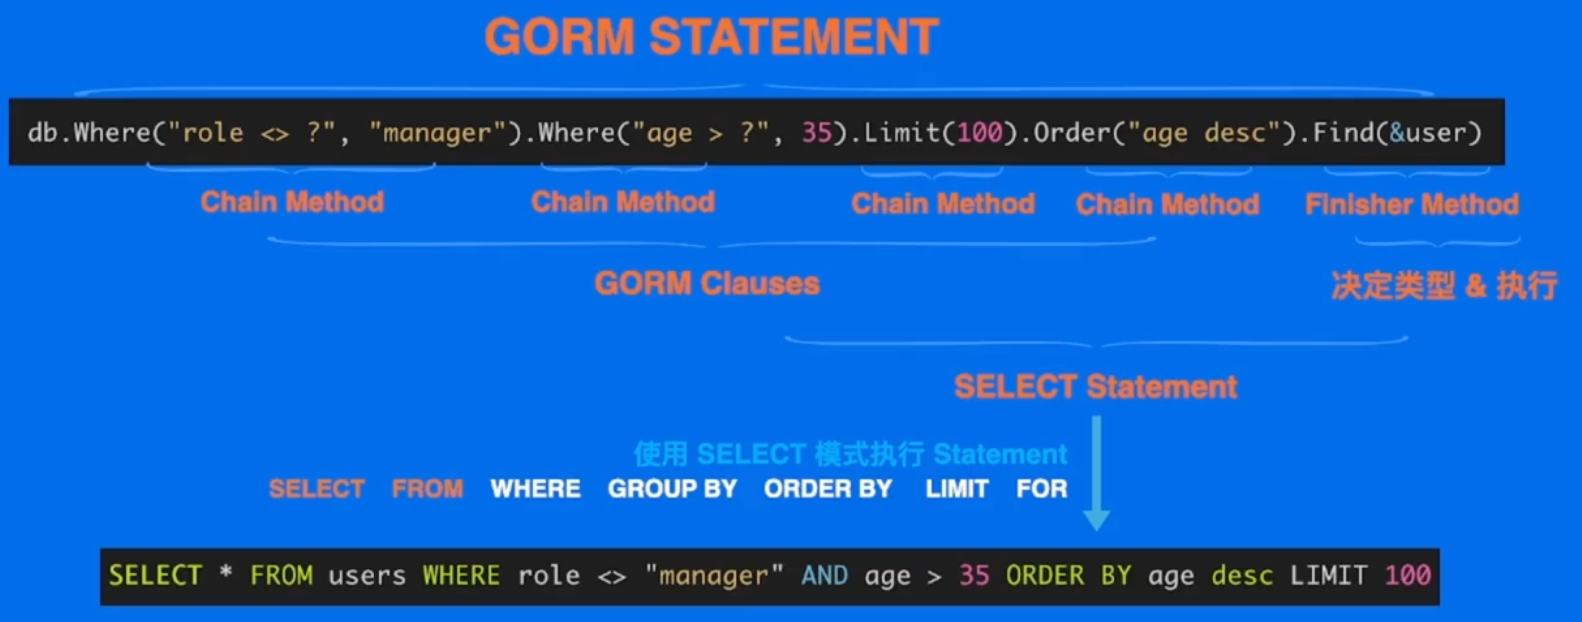 GORM STATEMENT
db.Where("role <> ?", "manager").Where("age > ?", 35).Limit(100).Order("age desc").Find(&user)
Chain Method Chain Method Chain Method Chain Method Finisher Method
GORM Clauses 决定类型 & 执行
SELECT Statement
使用 SELECT 模式执行 Statement
SELECT FROM WHERE GROUP BY ORDER BY LIMIT FOR
SELECT * FROM users WHERE role <> "manager" AND age > 35 ORDER BY age desc LIMIT 100